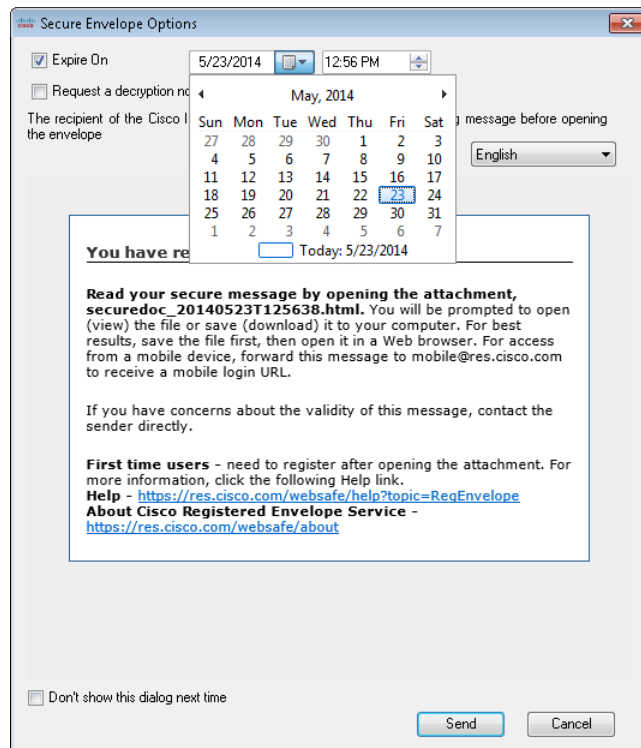 CISCO Secure Envelope Options
Expire On 5/23/2014 12:56 PM
Request a decryption
May, 2014
Sun Mon Tue Wed Thu Fri Sat
27 28 29 30 1 2 3
4 5 6 7 8 9 10
11 12 13 14 15 16 17
18 19 20 21 22 23 24
25 26 27 28 29 30 31
1 2 3 4 5 6 7
Today: 5/23/2014
The recipient of the Cisco message before opening
the envelope
English
You have re
Read your secure message by opening the attachment,
securedoc_20140523T125638.html. You will be prompted to open
(view) the file or save (download) it to your computer. For best
results, save the file first, then open it in a Web browser. For access
from a mobile device, forward this message to mobile@res.cisco.com
to receive a mobile login URL.
If you have concerns about the validity of this message, contact the
sender directly.
First time users - need to register after opening the attachment. For
more information, click the following Help link.
Help - https://res.cisco.com/websafe/help?topic=RegEnvelope
About Cisco Registered Envelope Service -
https://res.cisco.com/websafe/about
Don't show this dialog next time
Send Cancel